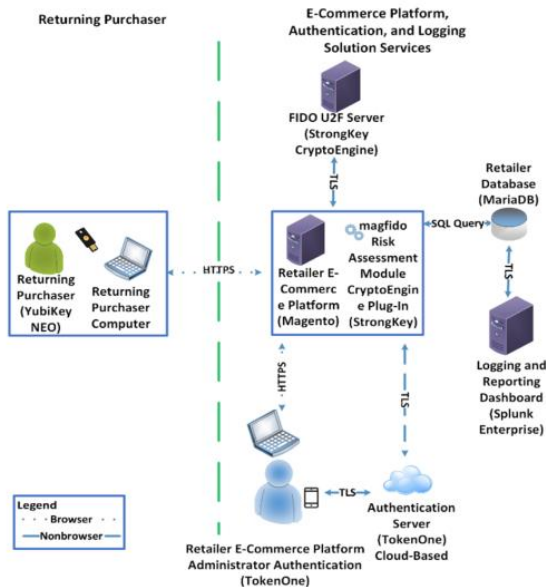 Returning Purchaser
E-Commerce Platform,
Authentication, and Logging
Solution Services
FIDO U2F Server
(StrongKey
CryptoEngine)
TLS
Retailer
Database
(MariaDB)
SQL Query
TLS
Returning
Purchaser
(YubiKey
NEO)
Returning
Purchaser
Computer
HTTPS
Retailer E-
Commerc
e Platform
(Magento)
magfido
Risk
Assessment
Module
CryptoEngin
e Plug-In
(StrongKey)
Logging and
Reporting
Dashboard
(Splunk
Enterprise)
HTTPS
TLS
TLS
Authentication
Server
(TokenOne)
Cloud-Based
Retailer E-Commerce Platform
Administrator Authentication
(TokenOne)
Legend
Browser
Nonbrowser